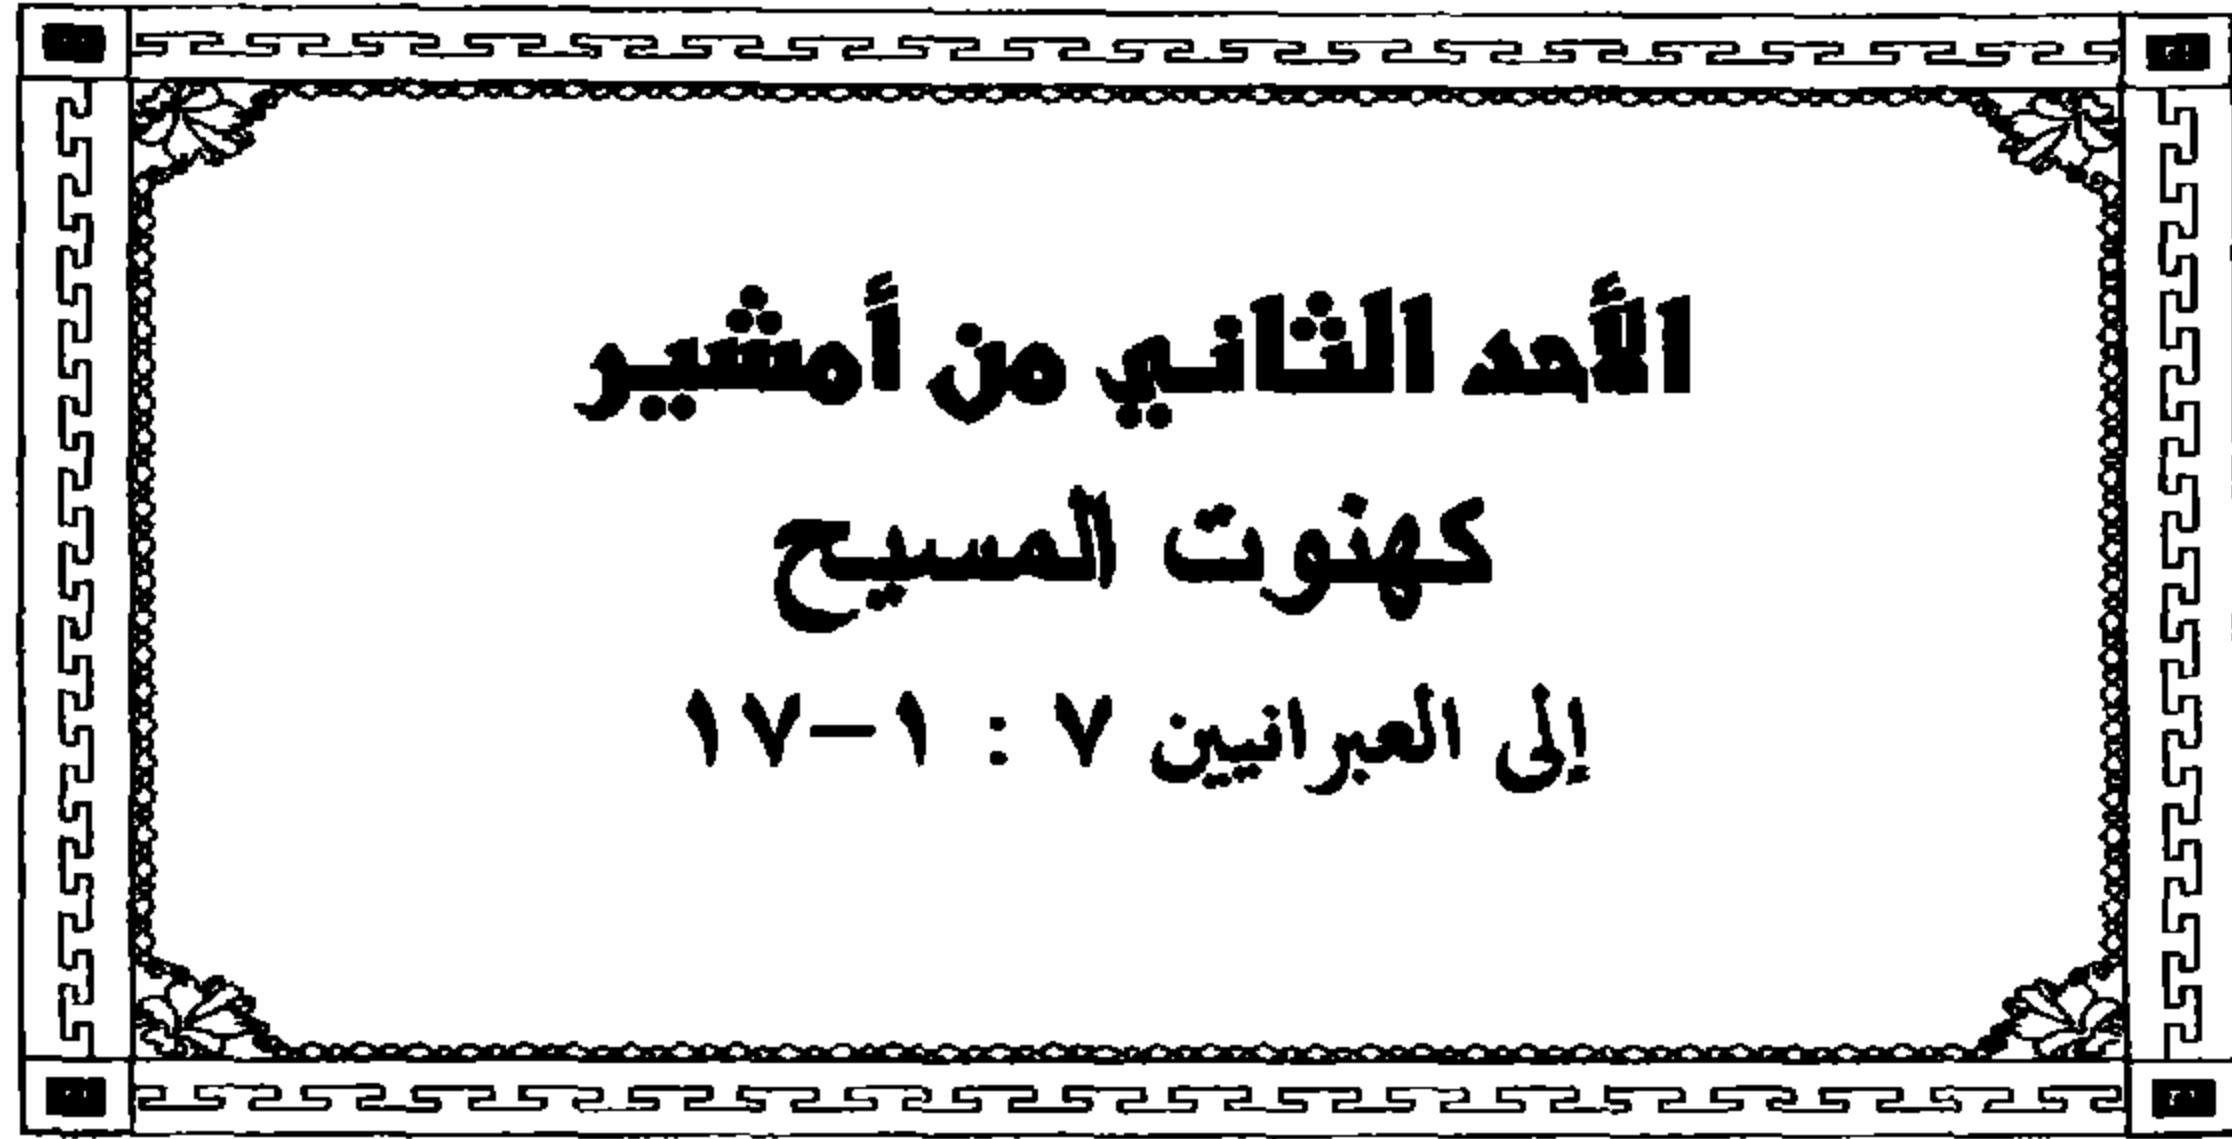 الأحد الثاني من أمشير
كهنوت المسيح
إلى العبرانيين ٧ : ١-١٧